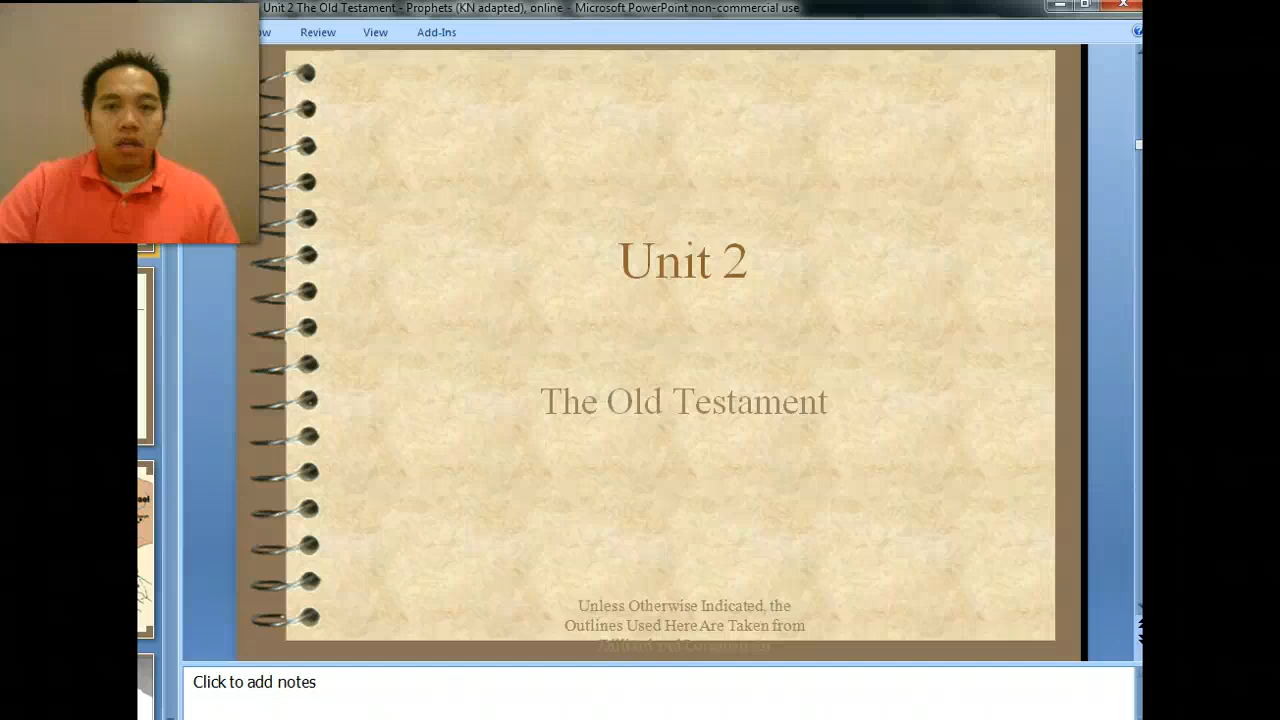 Unit 2 The Old Testament - Prophets (KN adapted), online - Microsoft PowerPoint non-commercial use
Review View Add-Ins
Unit 2
The Old Testament
Unless Otherwise Indicated, the
Outlines Used Here Are Taken from
Click to add notes